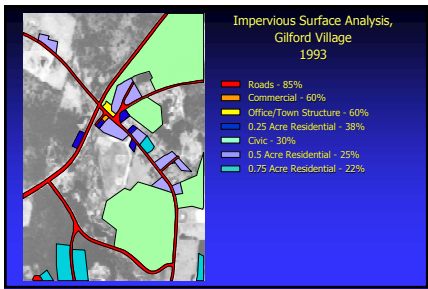 Impervious Surface Analysis,
Gilford Village
1993
Roads - 85%
Commercial - 60%
Office/Town Structure - 60%
0.25 Acre Residential - 38%
Civic - 30%
0.5 Acre Residential - 25%
0.75 Acre Residential - 22%